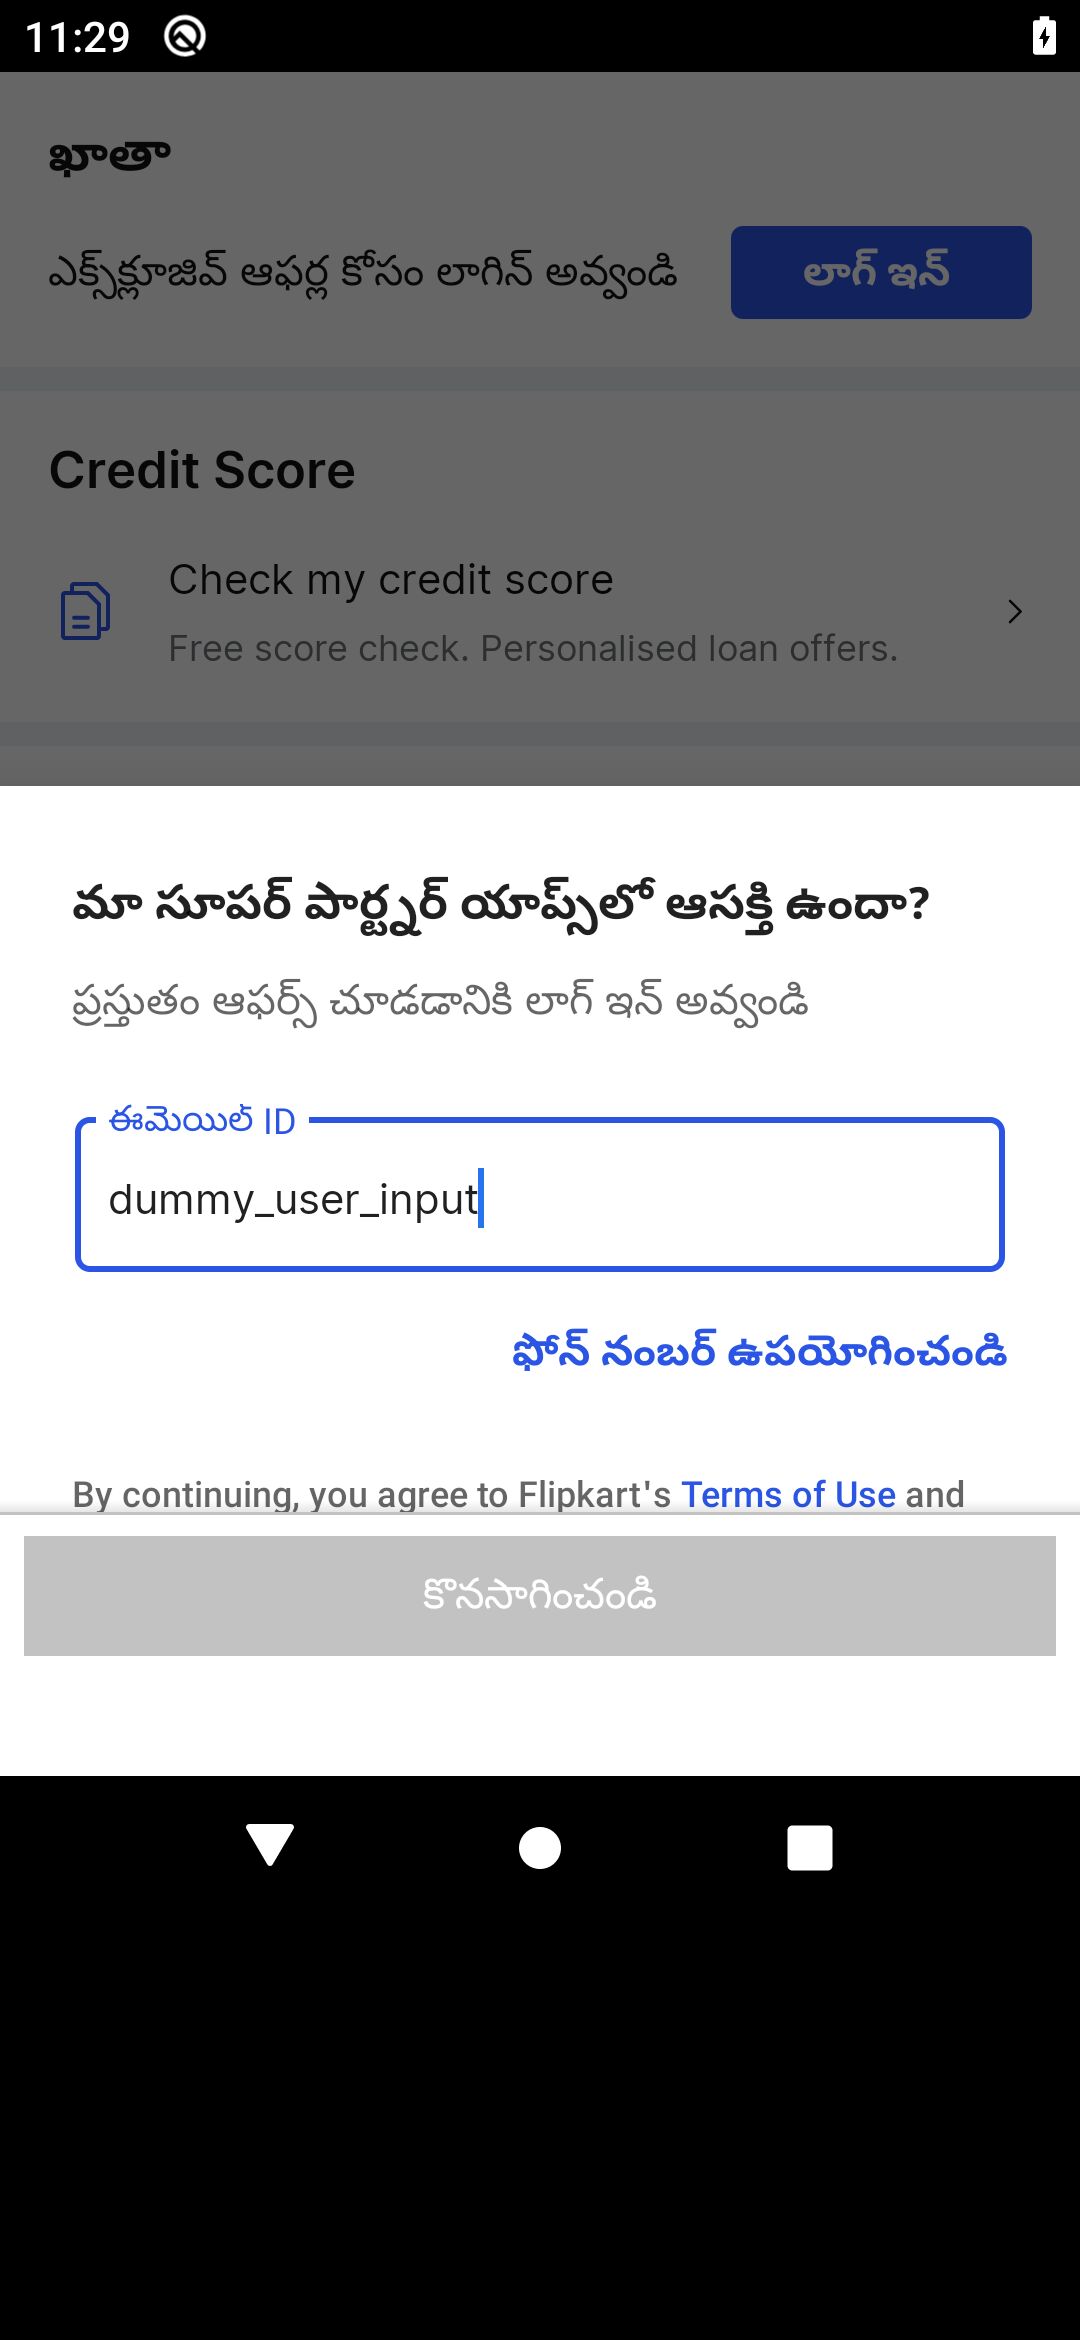 11:29
ఖాతా
ఎక్స్‌క్లూజివ్ ఆఫర్ల కోసం లాగిన్ అవ్వండి
లాగ్ ఇన్
Credit Score
Check my credit score
Free score check. Personalised loan offers.
మా సూపర్ పార్ట్నర్ యాప్స్‌లో ఆసక్తి ఉందా?
ప్రస్తుతం ఆఫర్స్ చూడడానికి లాగ్ ఇన్ అవ్వండి
ఈమెయిల్ ID
dummy_user_input
ఫోన్ నంబర్ ఉపయోగించండి
By continuing, you agree to Flipkart's Terms of Use and
కొనసాగించండి